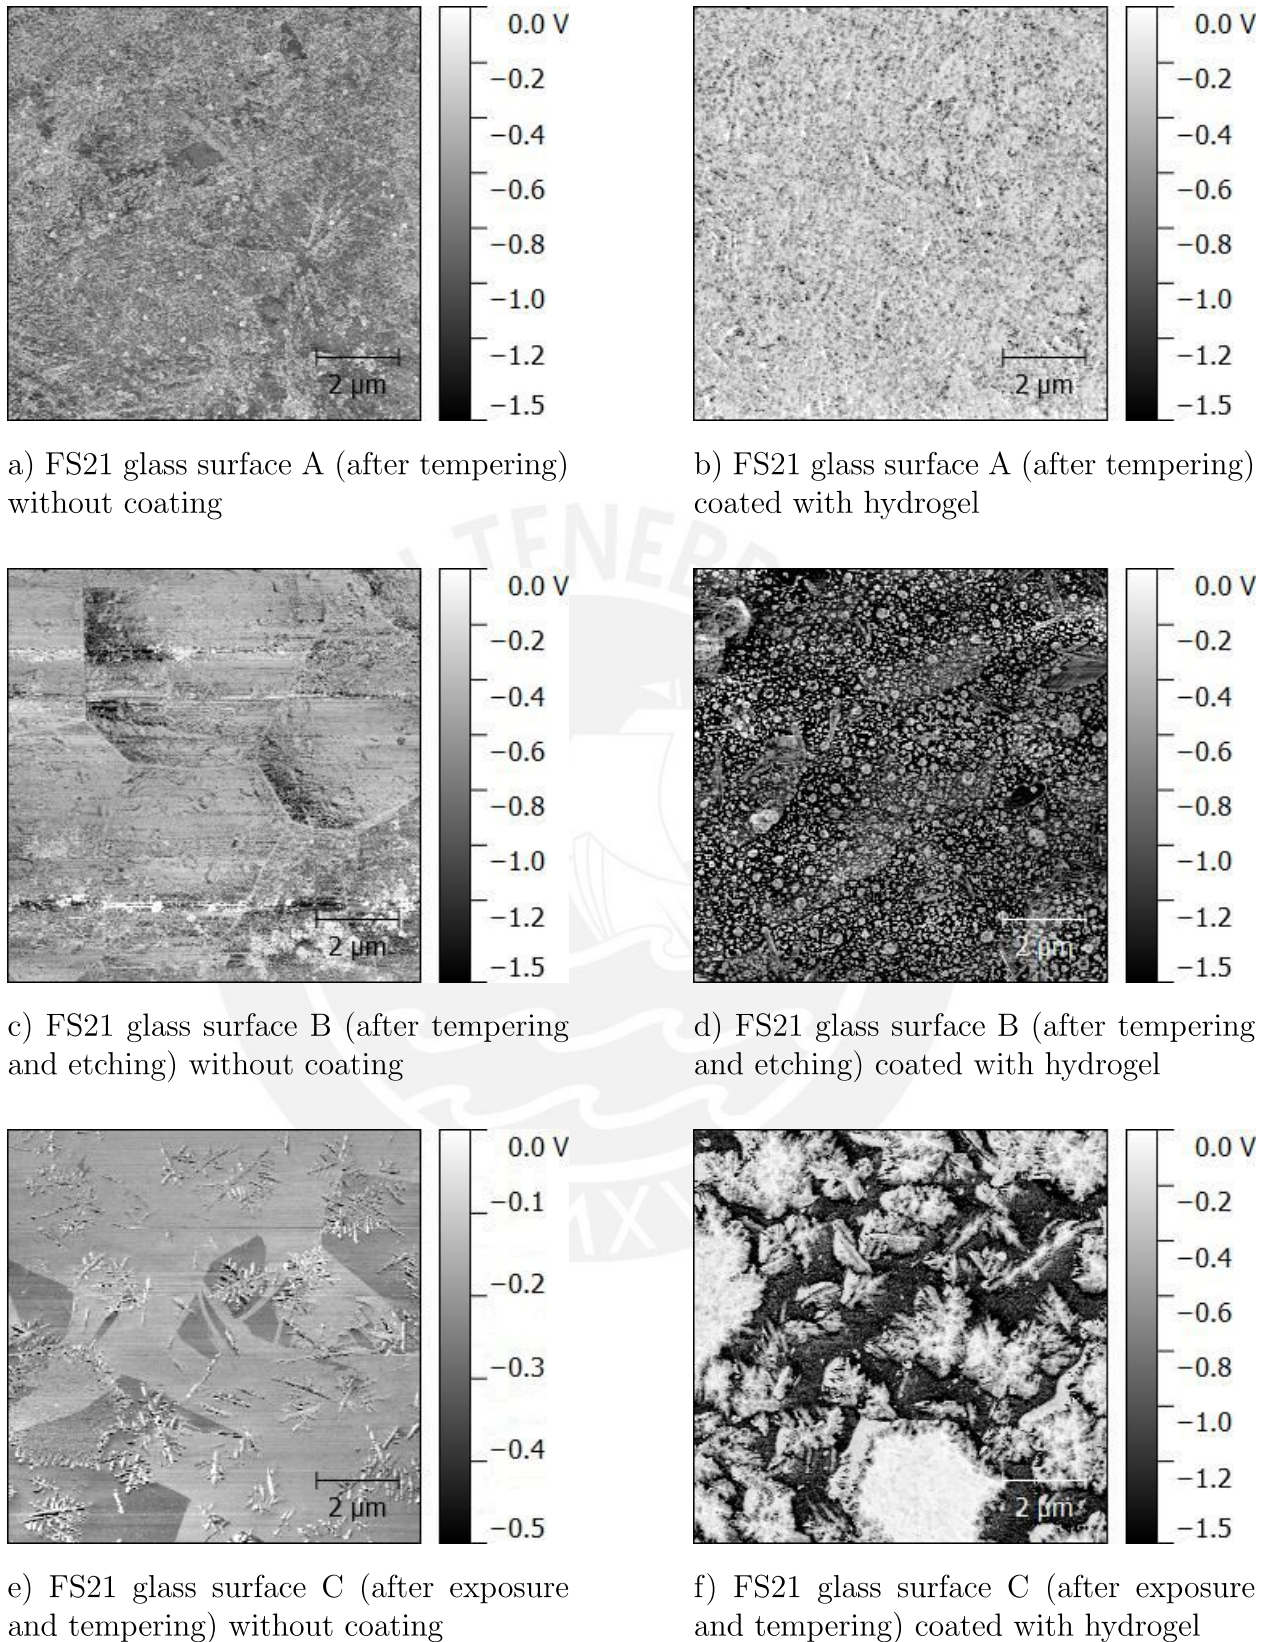 0.0 V
−0.2
−0.4
−0.6
−0.8
−1.0
−1.2
−1.5
2 µm
0.0 V
−0.2
−0.4
−0.6
−0.8
−1.0
−1.2
−1.5
2 µm
a) FS21 glass surface A (after tempering)
without coating
b) FS21 glass surface A (after tempering)
coated with hydrogel
0.0 V
−0.2
−0.4
−0.6
−0.8
−1.0
−1.2
−1.5
2 µm
0.0 V
−0.2
−0.4
−0.6
−0.8
−1.0
−1.2
−1.5
2 µm
c) FS21 glass surface B (after tempering
and etching) without coating
d) FS21 glass surface B (after tempering
and etching) coated with hydrogel
0.0 V
−0.1
−0.2
−0.3
−0.4
−0.5
2 µm
0.0 V
−0.2
−0.4
−0.6
−0.8
−1.0
−1.2
−1.5
2 µm
e) FS21 glass surface C (after exposure
and tempering) without coating
f) FS21 glass surface C (after exposure
and tempering) coated with hydrogel